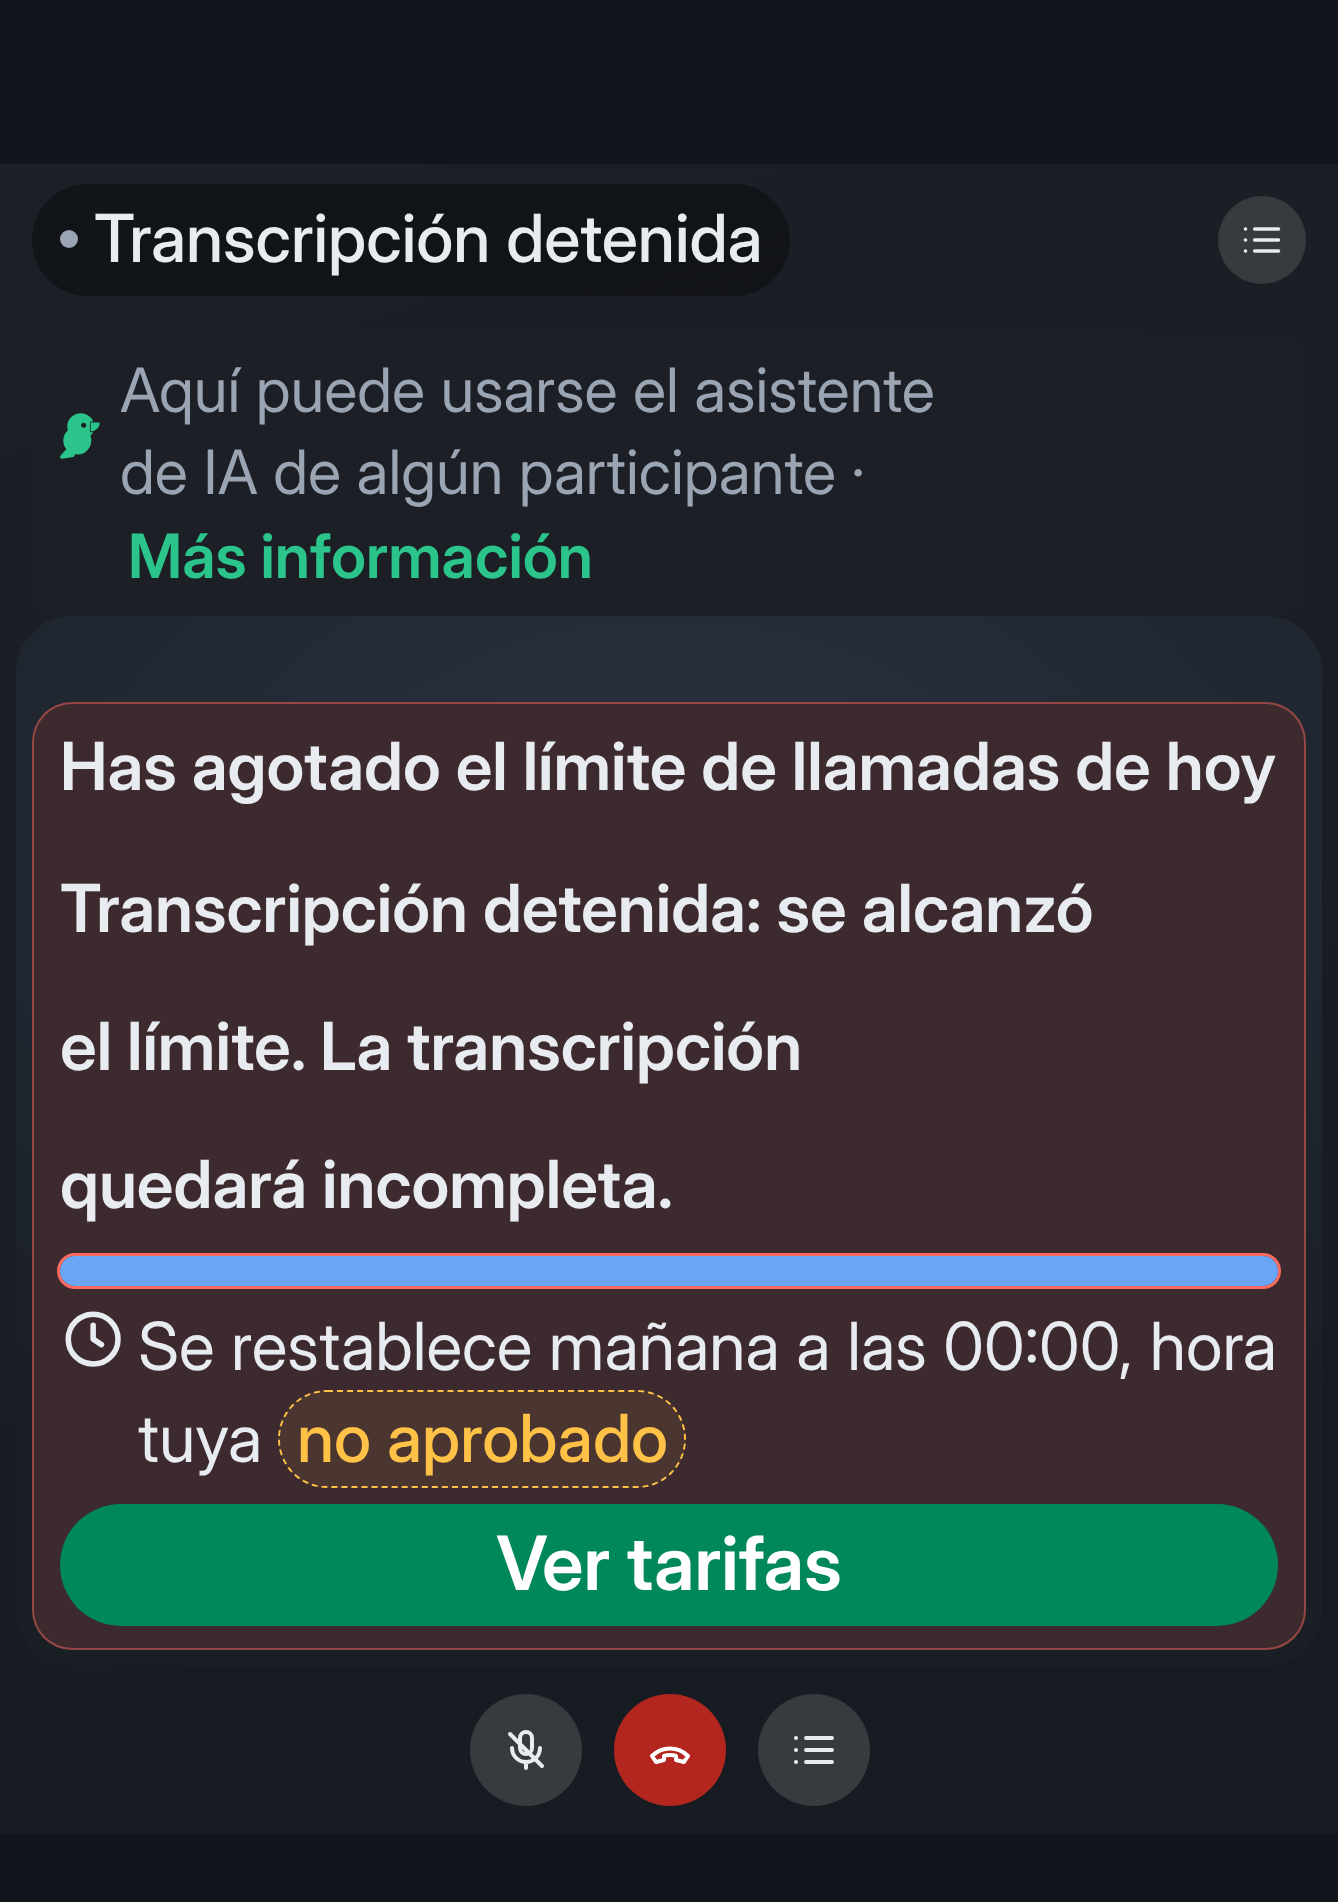 Transcripción detenida
Aquí puede usarse el asistente
de IA de algún participante ·
Más información
Has agotado el límite de llamadas de hoy
Transcripción detenida: se alcanzó
el límite. La transcripción
quedará incompleta.
Se restablece mañana a las 00:00, hora
tuya no aprobado
Ver tarifas